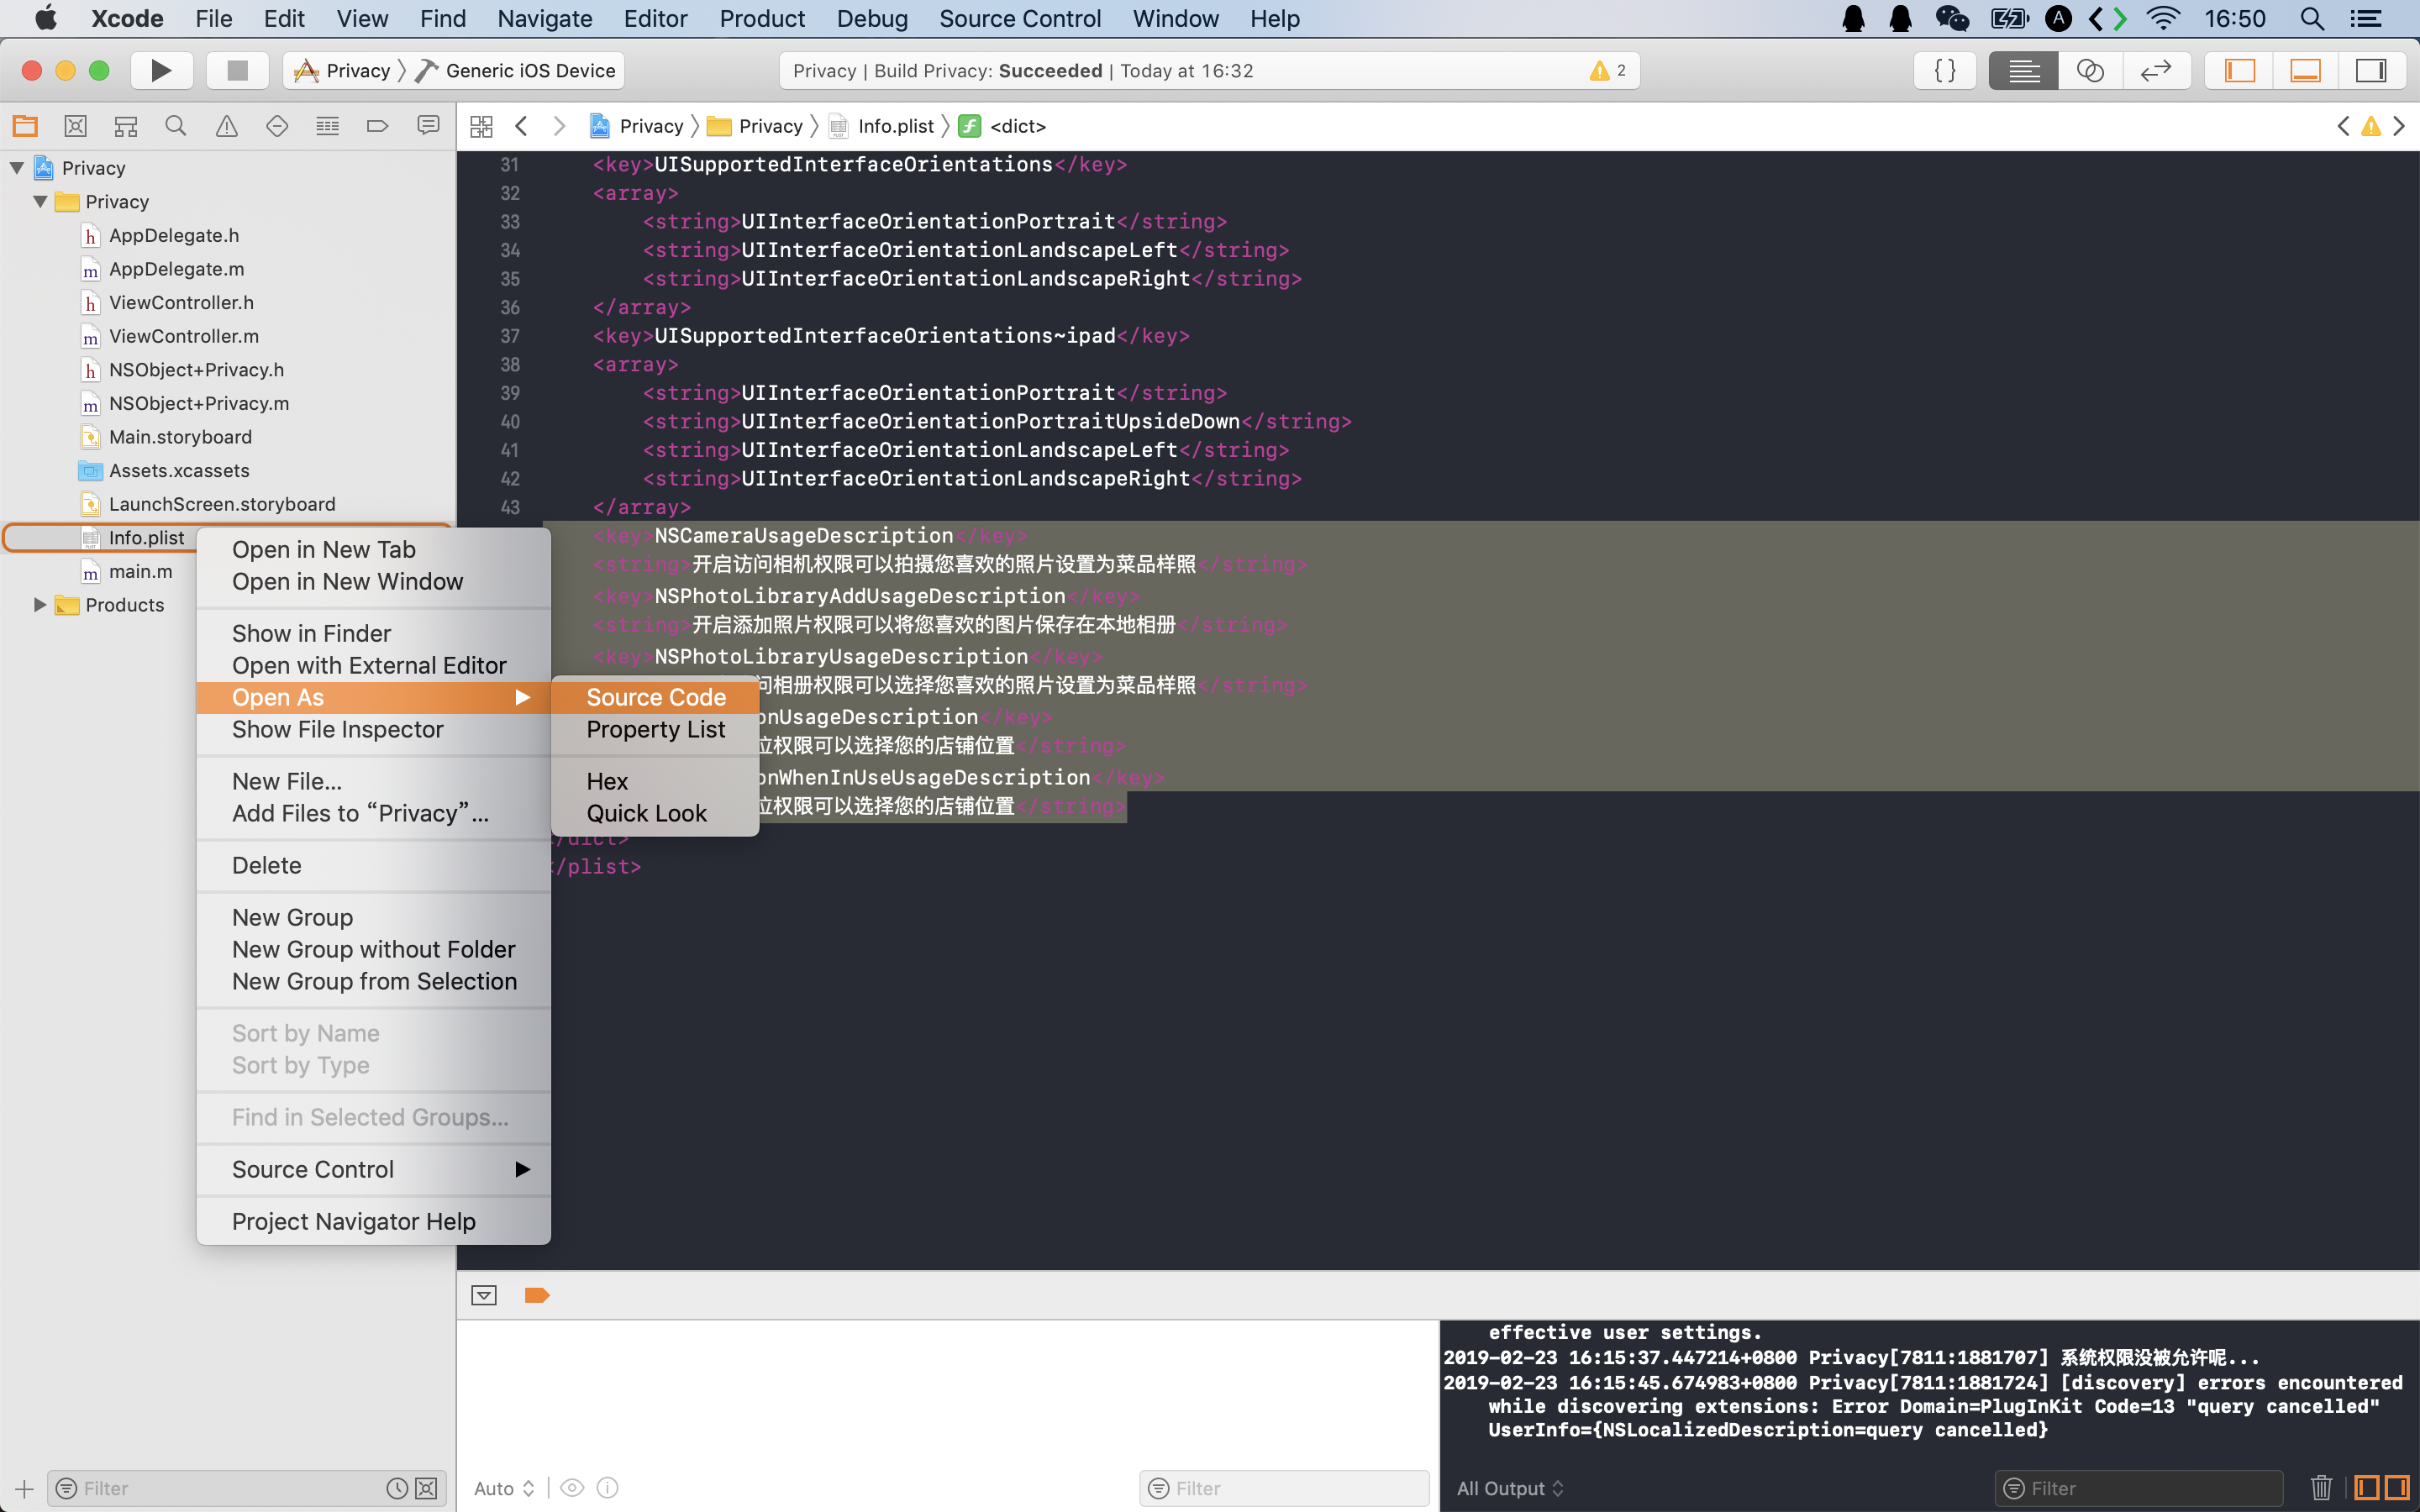 Xcode File Edit View Find Navigate Editor Product Debug Source Control Window Help 16:50
Privacy Generic iOS Device
Privacy | Build Privacy: Succeeded | Today at 16:32 2
Privacy Privacy Info.plist <dict>
Privacy
Privacy
AppDelegate.h
AppDelegate.m
ViewController.h
ViewController.m
NSObject+Privacy.h
NSObject+Privacy.m
Main.storyboard
Assets.xcassets
LaunchScreen.storyboard
Info.plist
main.m
Products
31 <key>UISupportedInterfaceOrientations</key>
32 <array>
33 <string>UIInterfaceOrientationPortrait</string>
34 <string>UIInterfaceOrientationLandscapeLeft</string>
35 <string>UIInterfaceOrientationLandscapeRight</string>
36 </array>
37 <key>UISupportedInterfaceOrientations~ipad</key>
38 <array>
39 <string>UIInterfaceOrientationPortrait</string>
40 <string>UIInterfaceOrientationPortraitUpsideDown</string>
41 <string>UIInterfaceOrientationLandscapeLeft</string>
42 <string>UIInterfaceOrientationLandscapeRight</string>
43 </array>
<key>NSCameraUsageDescription</key>
<string>开启访问相机权限可以拍摄您喜欢的照片设置为菜品样照</string>
<key>NSPhotoLibraryAddUsageDescription</key>
<string>开启添加照片权限可以将您喜欢的图片保存在本地相册</string>
<key>NSPhotoLibraryUsageDescription</key>
问相册权限可以选择您喜欢的照片设置为菜品样照</string>
onUsageDescription</key>
位权限可以选择您的店铺位置</string>
onWhenInUseUsageDescription</key>
位权限可以选择您的店铺位置</string>
/dict>
/plist>
Open in New Tab
Open in New Window
Show in Finder
Open with External Editor
Open As
Show File Inspector
New File...
Add Files to “Privacy”...
Delete
New Group
New Group without Folder
New Group from Selection
Sort by Name
Sort by Type
Find in Selected Groups...
Source Control
Project Navigator Help
Source Code
Property List
Hex
Quick Look
effective user settings.
2019-02-23 16:15:37.447214+0800 Privacy[7811:1881707] 系统权限没被允许呢...
2019-02-23 16:15:45.674983+0800 Privacy[7811:1881724] [discovery] errors encountered
while discovering extensions: Error Domain=PlugInKit Code=13 "query cancelled"
UserInfo={NSLocalizedDescription=query cancelled}
Filter
Auto
Filter
All Output
Filter